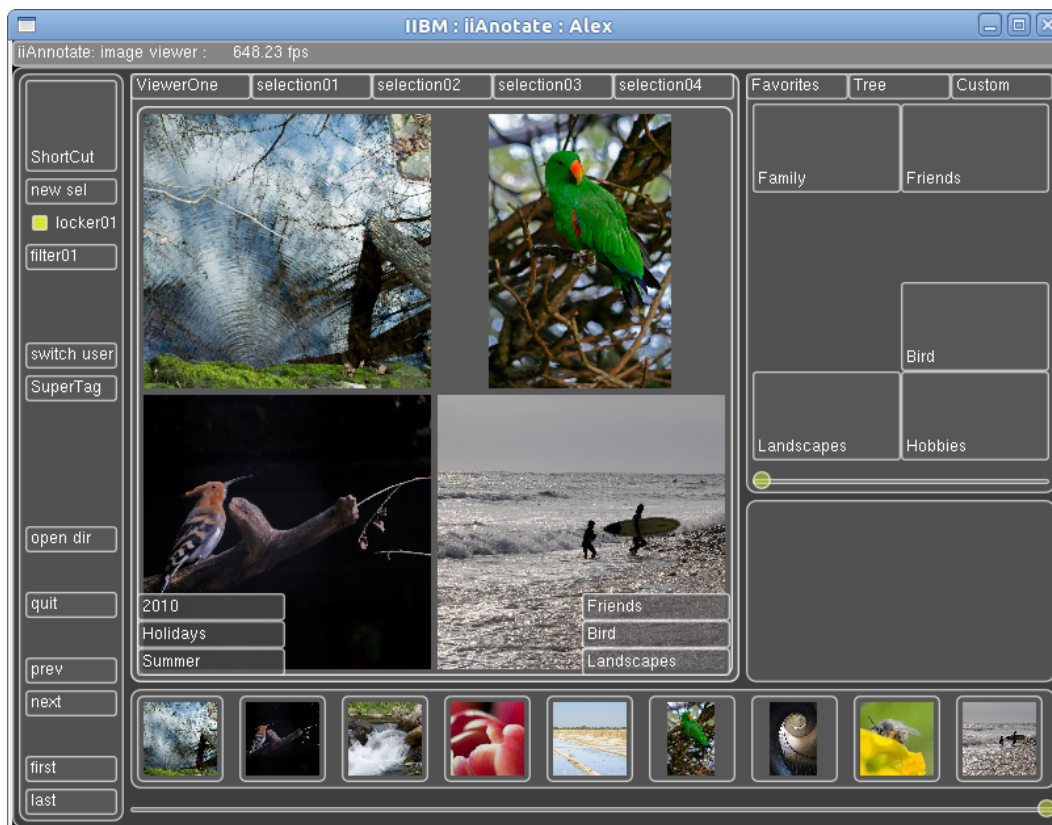 IIBM : iiAnotate : Alex
iiAnnotate: image viewer : 648.23 fps
ShortCut
new sel
locker01
filter01
switch user
SuperTag
open dir
quit
prev
next
first
last
ViewerOne selection01 selection02 selection03 selection04
2010
Holidays
Summer
Friends
Bird
Landscapes
Favorites Tree Custom
Family Friends
Bird
Landscapes Hobbies